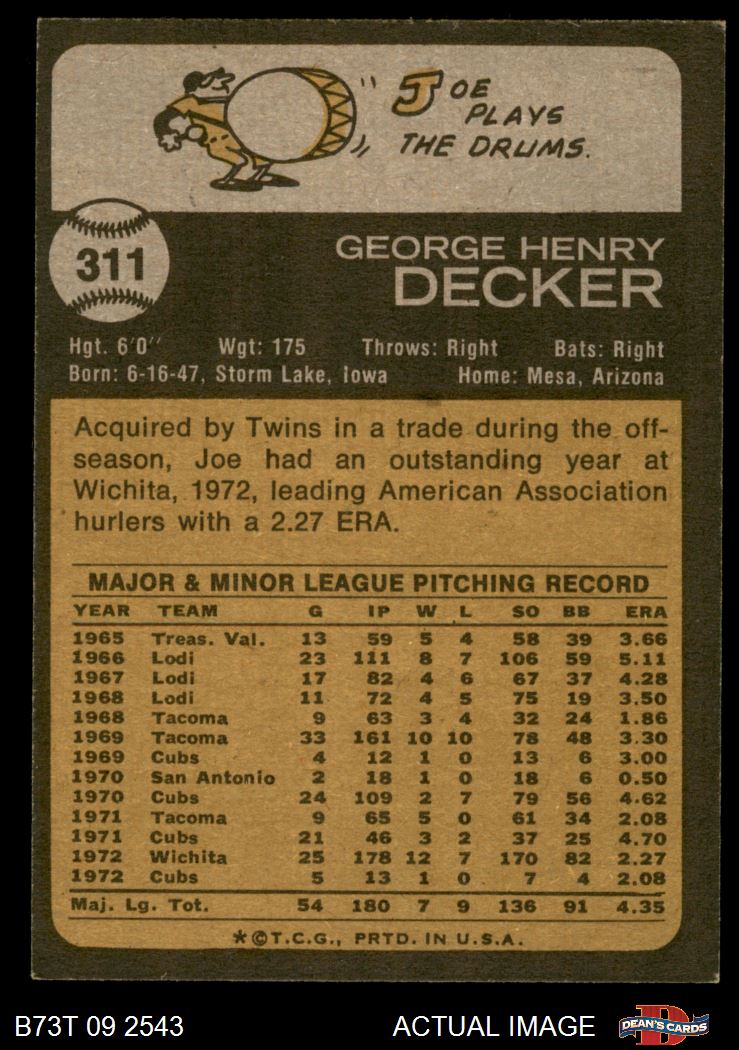 JOE
PLAYS
THE DRUMS.
311
GEORGE HENRY
DECKER
Hgt. 6'0" Wgt: 175 Throws: Right Bats: Right
Born: 6-16-47, Storm Lake, Iowa Home: Mesa, Arizona
Acquired by Twins in a trade during the off-
season, Joe had an outstanding year at
Wichita, 1972, leading American Association
hurlers with a 2.27 ERA.
MAJOR & MINOR LEAGUE PITCHING RECORD
YEAR TEAM G IP W L SO BB ERA
1965 Treas. Val. 13 59 5 4 58 39 3.66
1966 Lodi 23 111 8 7 106 59 5.11
1967 Lodi 17 82 4 6 67 37 4.28
1968 Lodi 11 72 4 5 75 19 3.50
1968 Tacoma 9 63 3 4 32 24 1.86
1969 Tacoma 33 161 10 10 78 48 3.30
1969 Cubs 4 12 1 0 13 6 3.00
1970 San Antonio 2 18 1 0 18 6 0.50
1970 Cubs 24 109 2 7 79 56 4.62
1971 Tacoma 9 65 5 0 61 34 2.08
1971 Cubs 21 46 3 2 37 25 4.70
1972 Wichita 25 178 12 7 170 82 2.27
1972 Cubs 5 13 1 0 7 4 2.08
Maj. Lg. Tot. 54 180 7 9 136 91 4.35
*©T.C.G., PRTD. IN U.S.A.
B73T 09 2543 ACTUAL IMAGE D DEAN'S CARDS